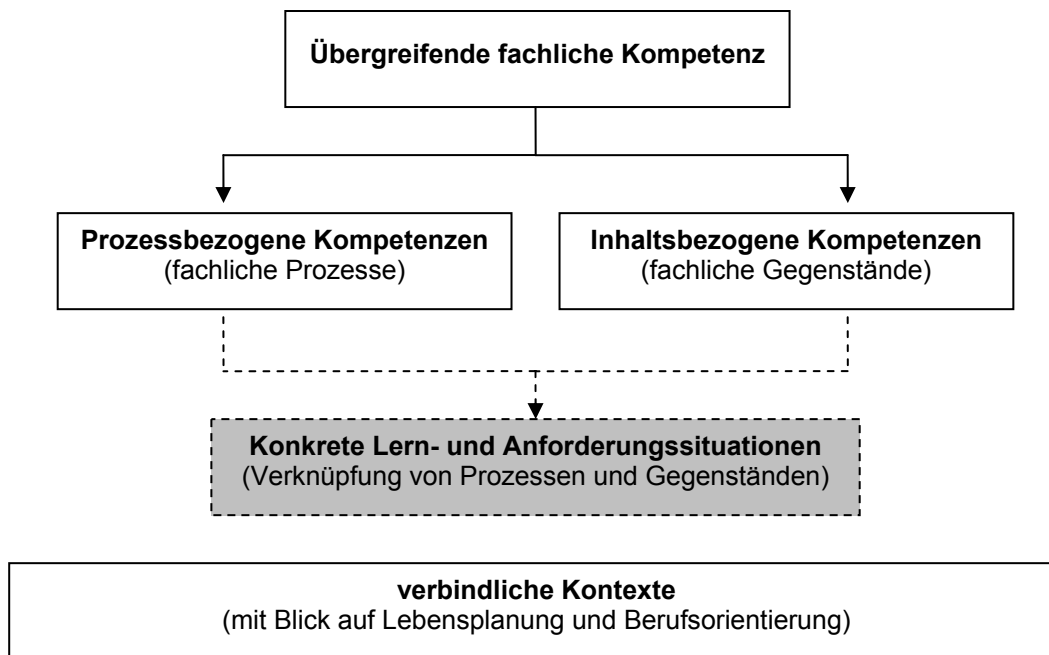 Übergreifende fachliche Kompetenz
Prozessbezogene Kompetenzen
(fachliche Prozesse)
Inhaltsbezogene Kompetenzen
(fachliche Gegenstände)
Konkrete Lern- und Anforderungssituationen
(Verknüpfung von Prozessen und Gegenständen)
verbindliche Kontexte
(mit Blick auf Lebensplanung und Berufsorientierung)